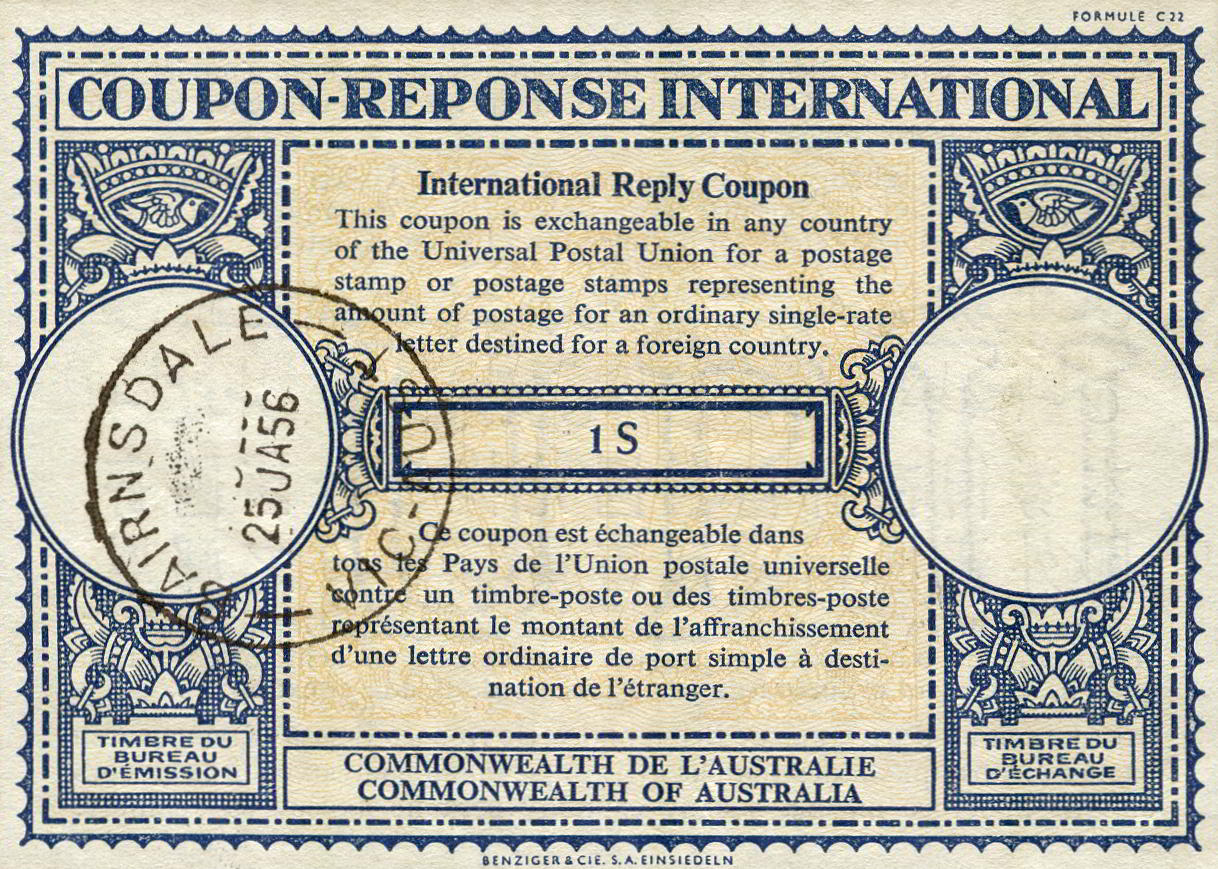 FORMULE C 22
COUPON-REPONSE INTERNATIONAL
International Reply Coupon
This coupon is exchangeable in any country
of the Universal Postal Union for a postage
stamp or postage stamps representing the
amount of postage for an ordinary single-rate
letter destined for a foreign country.
BAIRNSDALE
25JA56
VIC-AUST
1 S
Ce coupon est échangeable dans
tous les Pays de l'Union postale universelle
contre un timbre-poste ou des timbres-poste
représentant le montant de l'affranchissement
d'une lettre ordinaire de port simple à desti-
nation de l'étranger.
TIMBRE DU
BUREAU
D'ÉMISSION
COMMONWEALTH DE L'AUSTRALIE
COMMONWEALTH OF AUSTRALIA
TIMBRE DU
BUREAU
D'ÉCHANGE
BENZIGER & CIE. S. A. EINSIEDELN